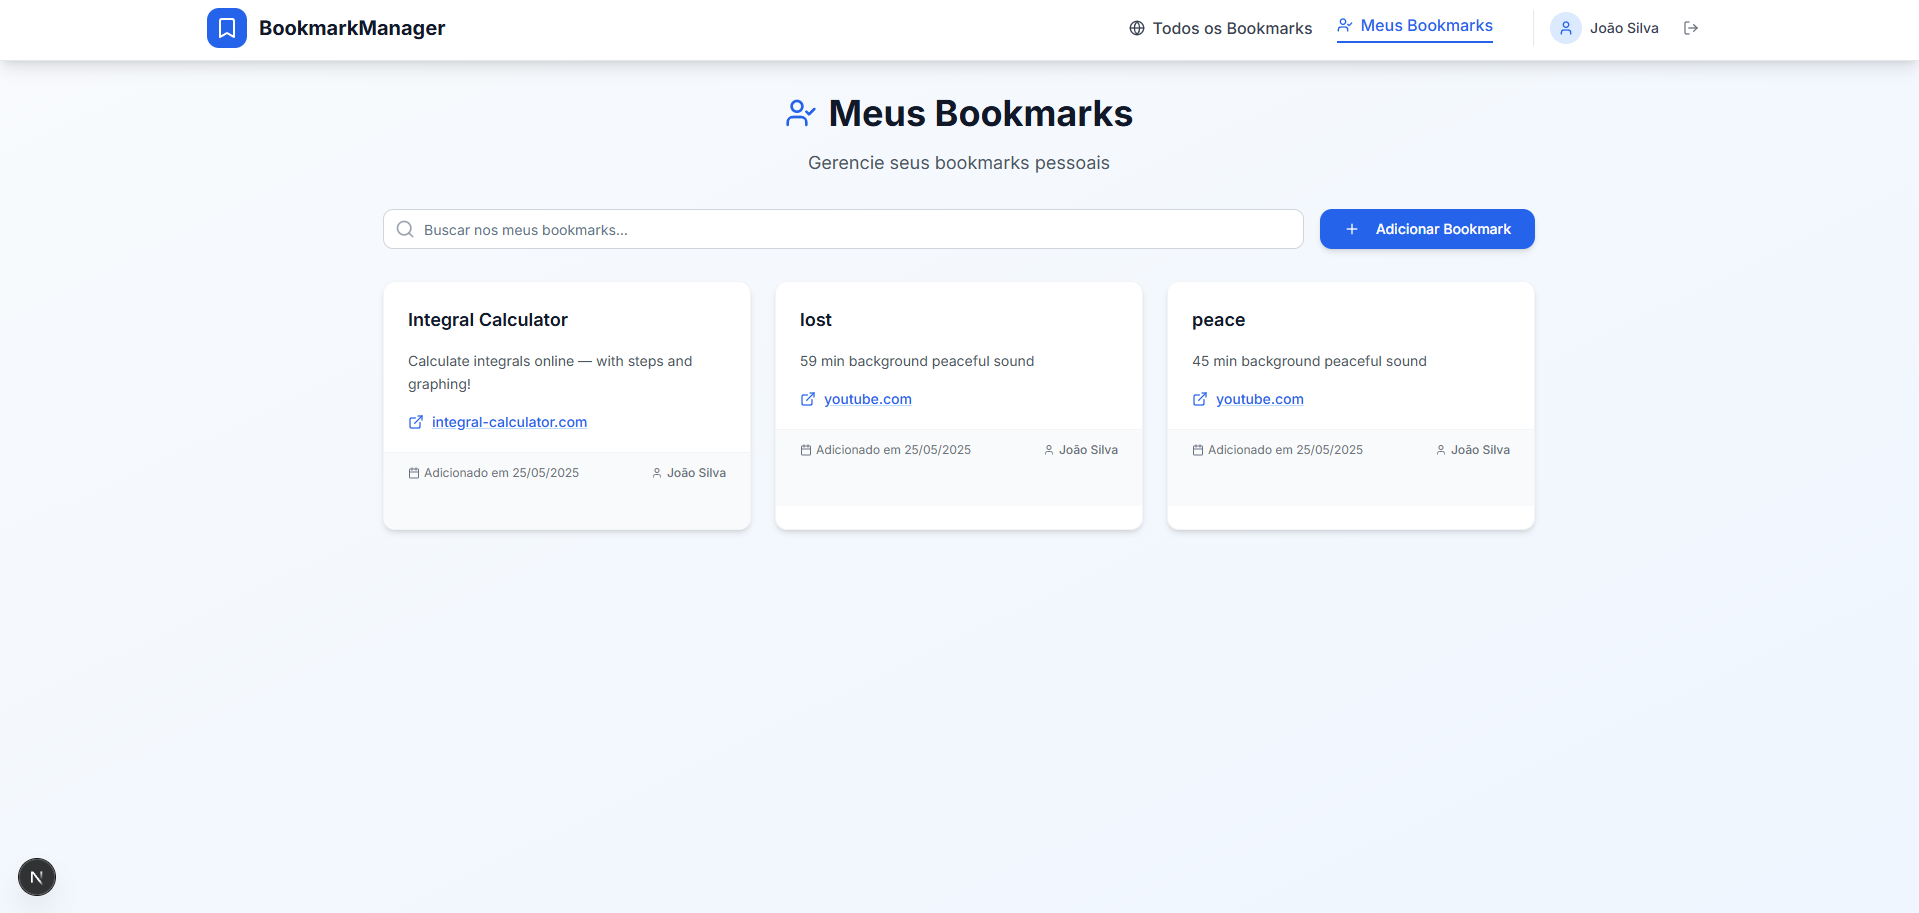 BookmarkManager
Todos os Bookmarks
Meus Bookmarks
João Silva
Meus Bookmarks
Gerencie seus bookmarks pessoais
Buscar nos meus bookmarks...
Adicionar Bookmark
Integral Calculator
Calculate integrals online — with steps and
graphing!
integral-calculator.com
Adicionado em 25/05/2025
João Silva
lost
59 min background peaceful sound
youtube.com
Adicionado em 25/05/2025
João Silva
peace
45 min background peaceful sound
youtube.com
Adicionado em 25/05/2025
João Silva
N